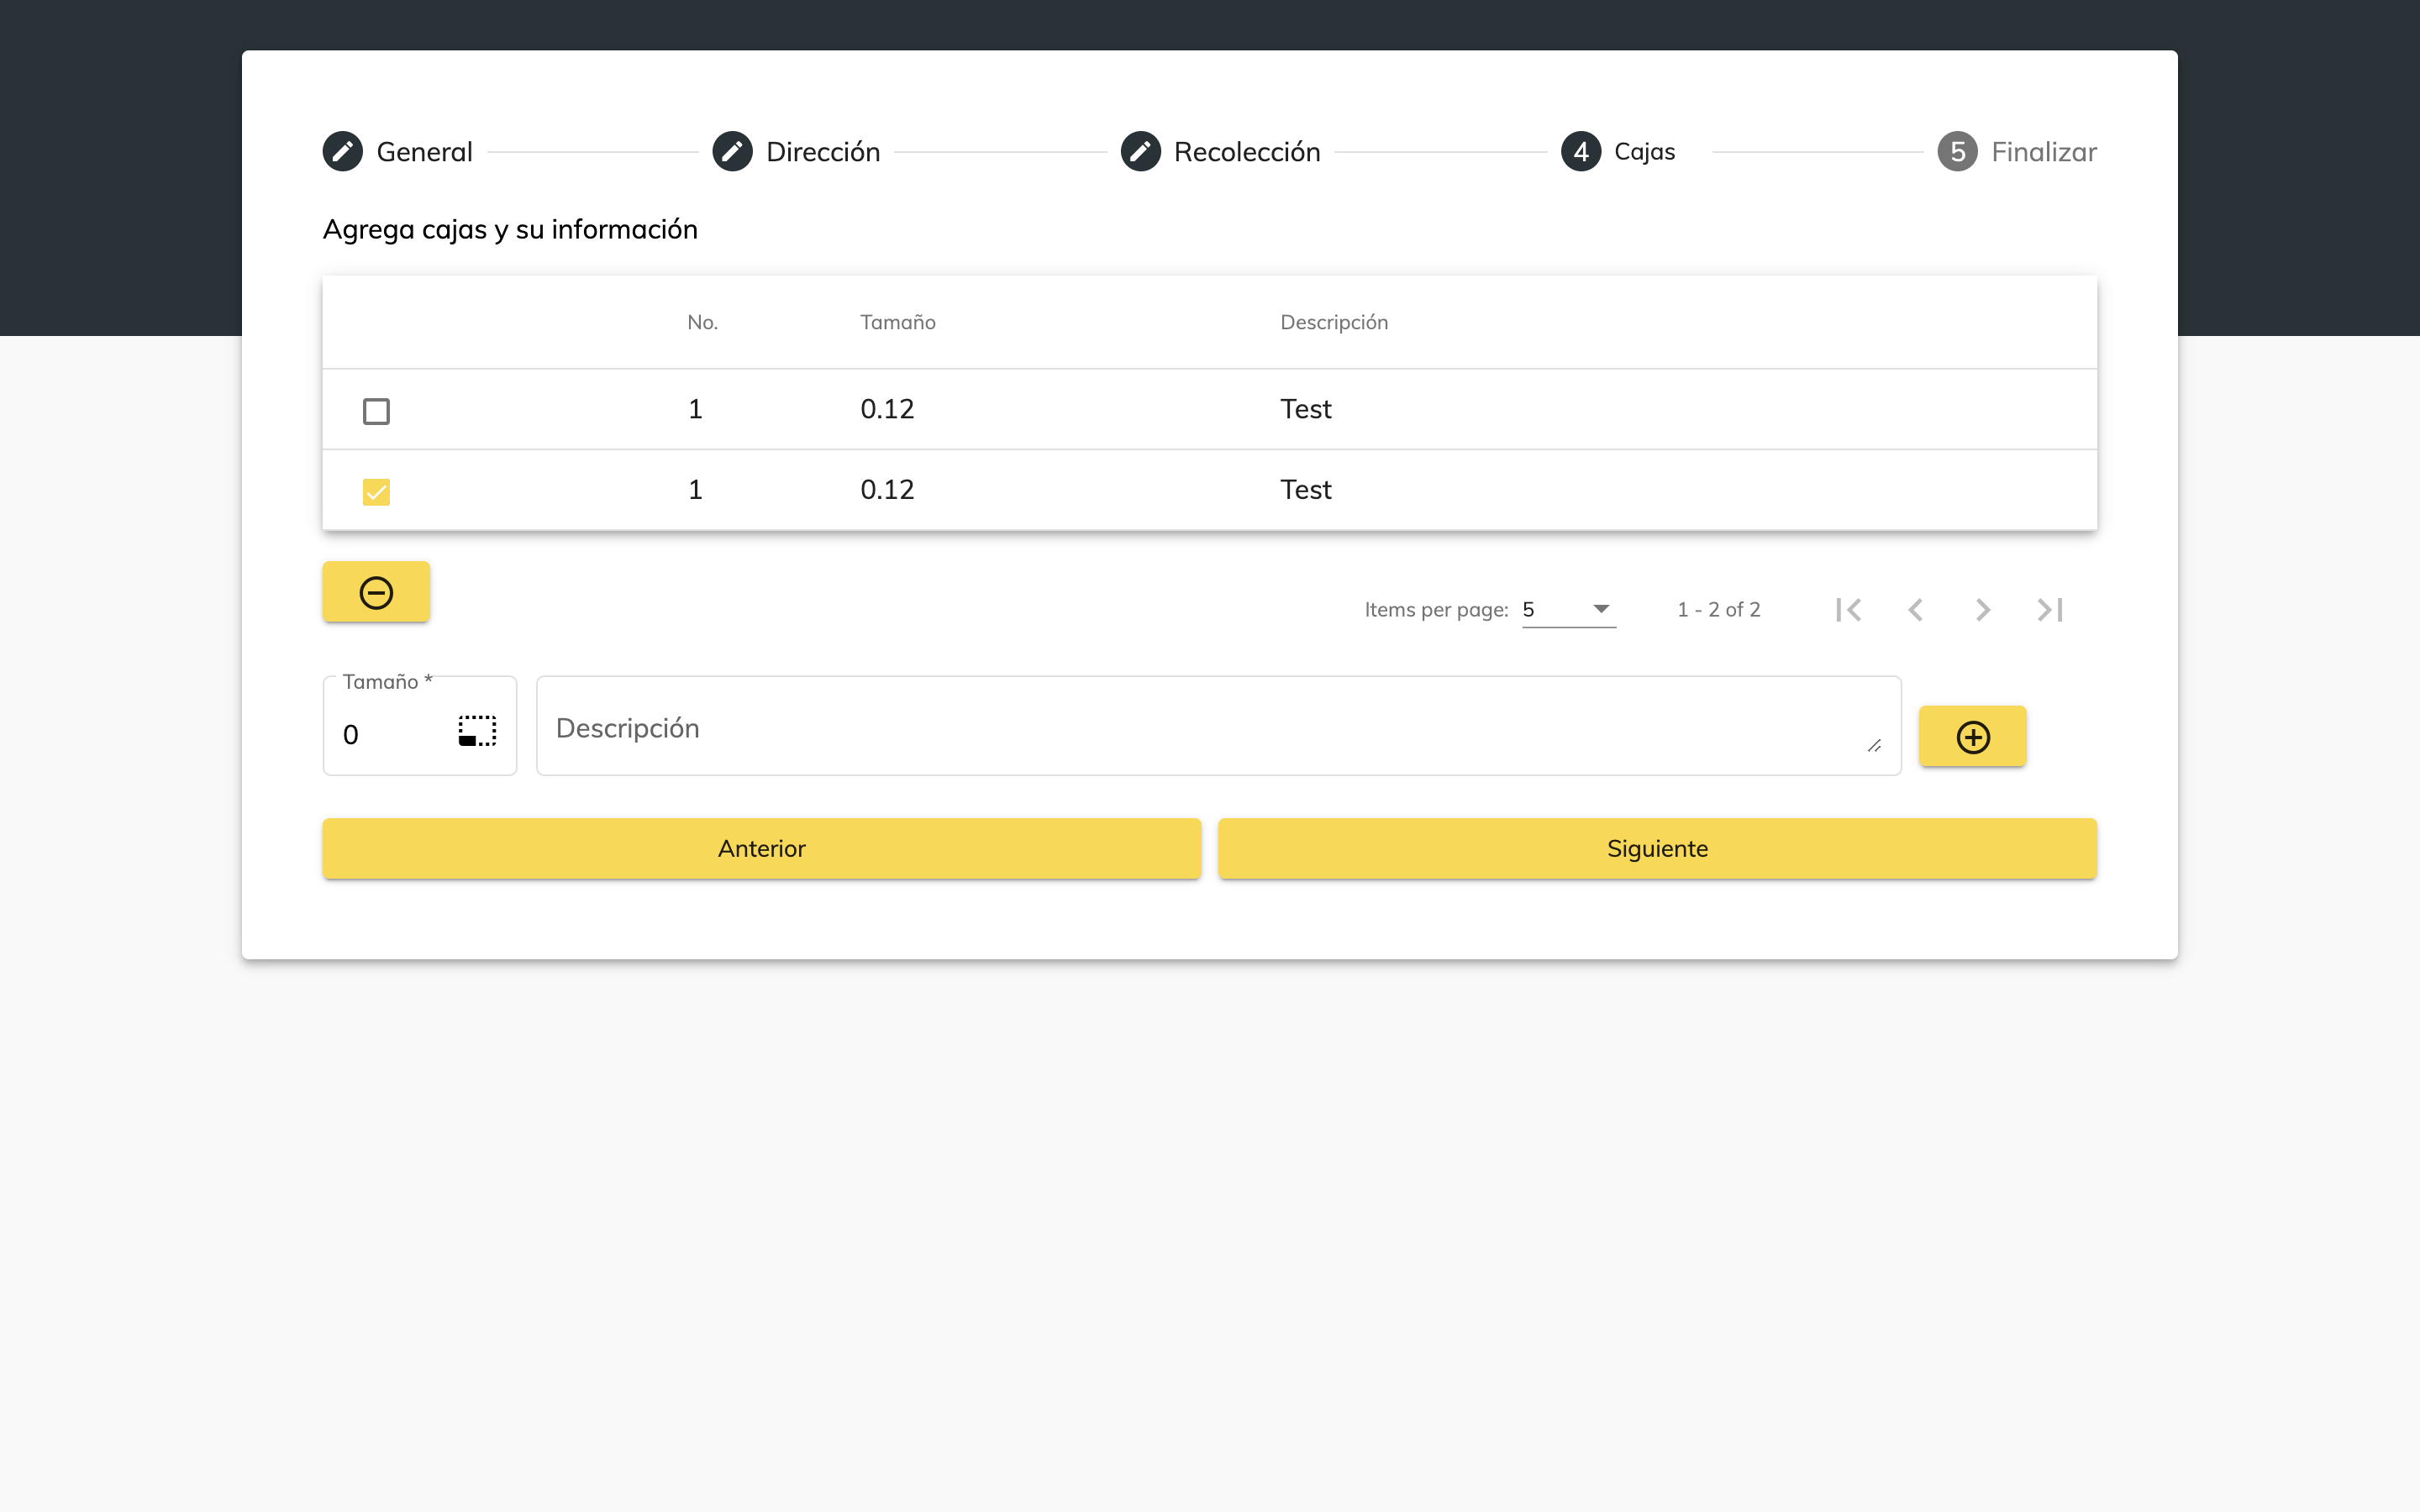 General
Dirección
Recolección
4 Cajas
5 Finalizar
Agrega cajas y su información
No. Tamaño Descripción
1 0.12 Test
1 0.12 Test
Items per page: 5 1 - 2 of 2
Tamaño *
0
Descripción
Anterior Siguiente